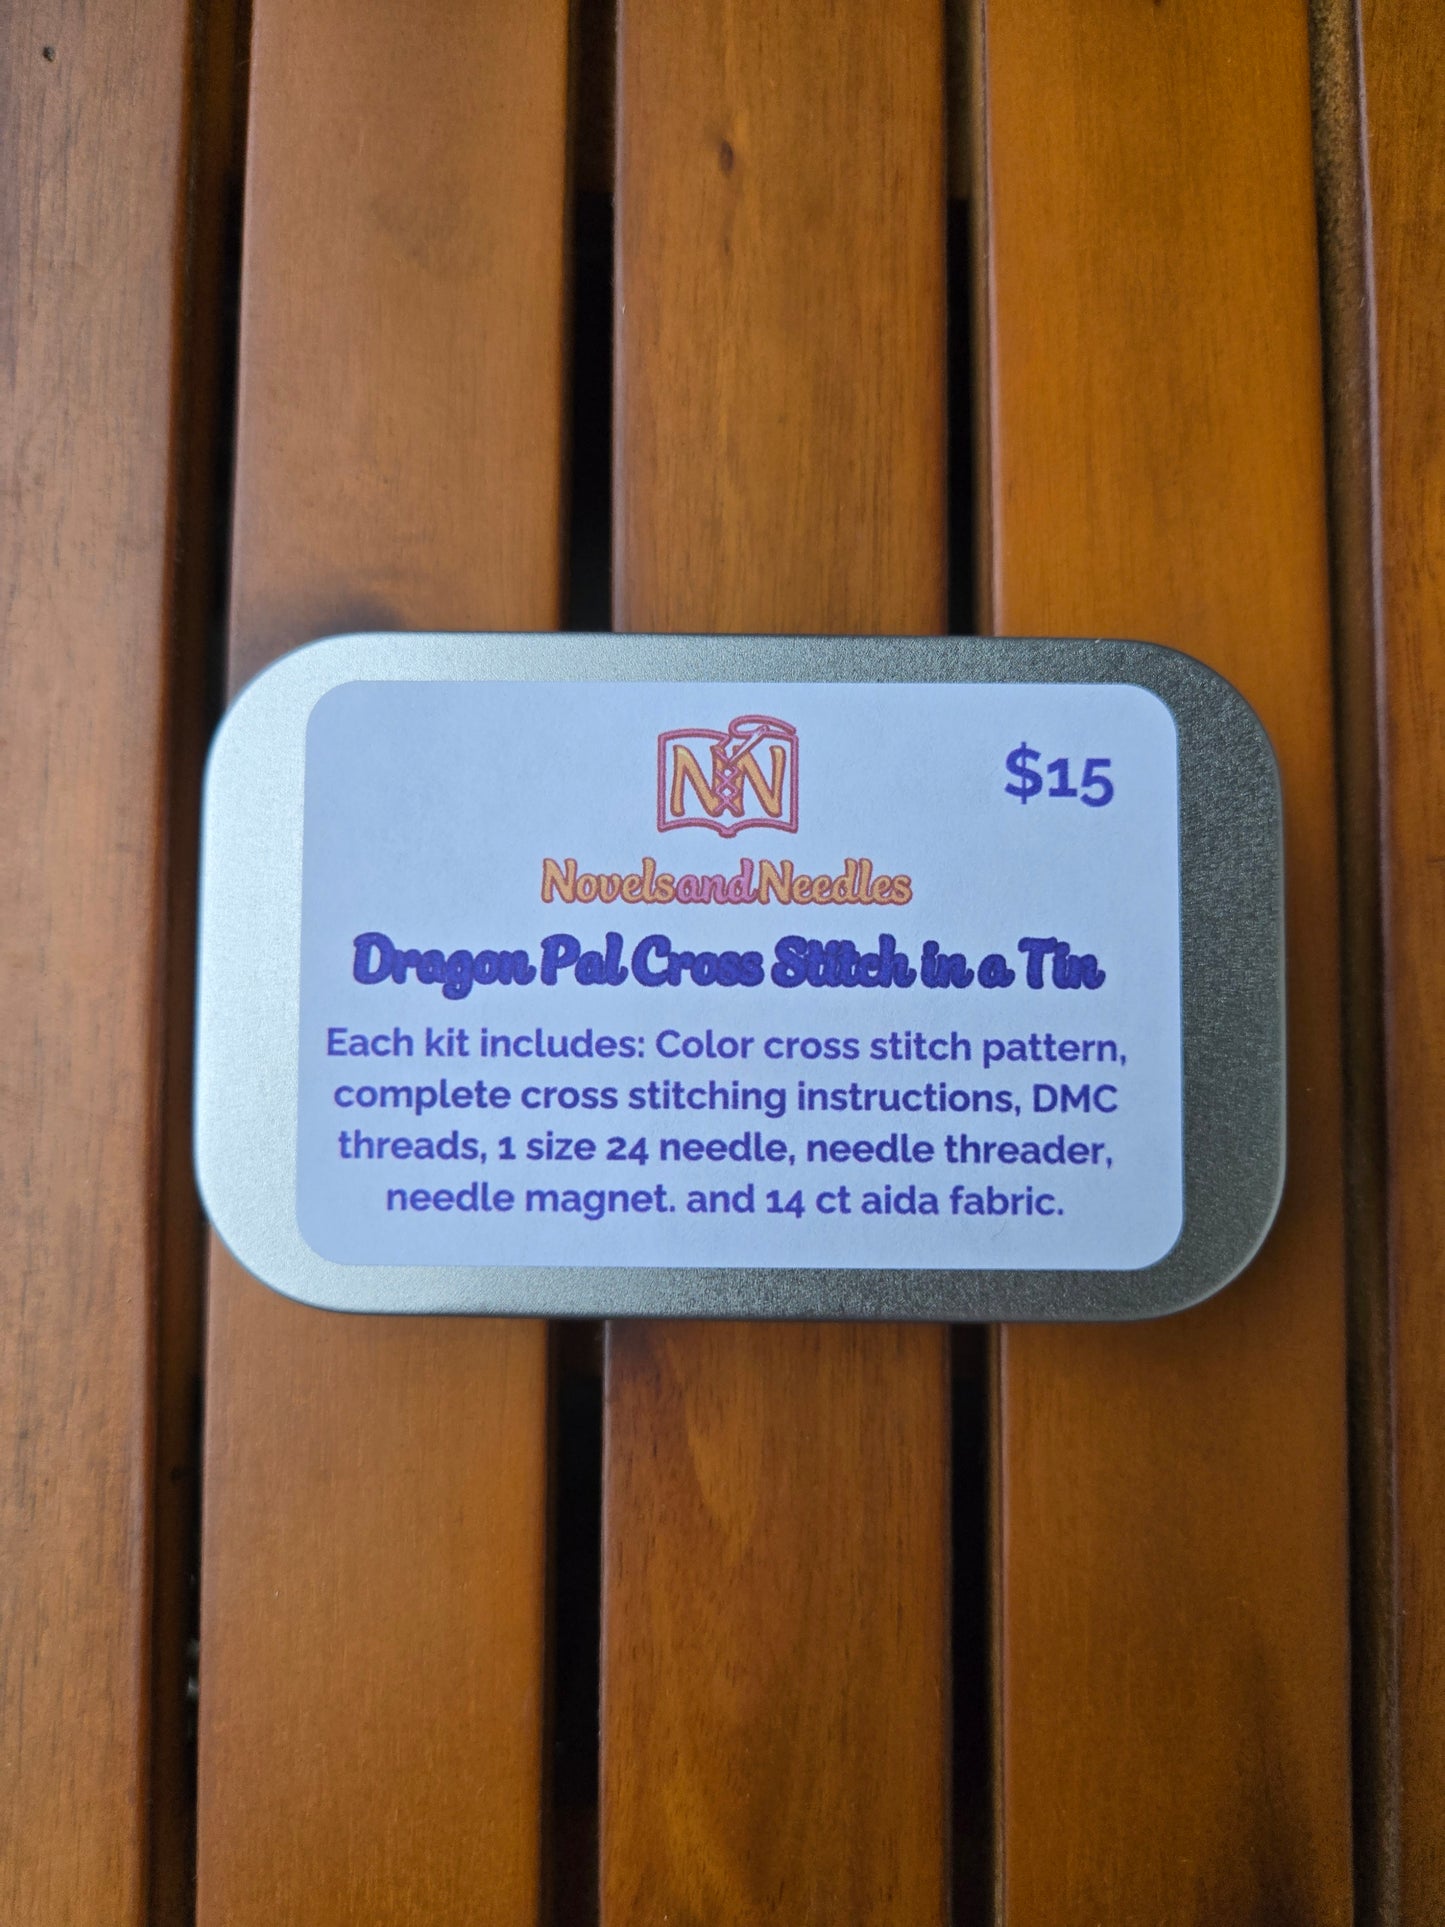 NN
$15
NovelsandNeedles
Dragon Pal Cross Stitch in a Tin
Each kit includes: Color cross stitch pattern,
complete cross stitching instructions, DMC
threads, 1 size 24 needle, needle threader,
needle magnet. and 14 ct aida fabric.